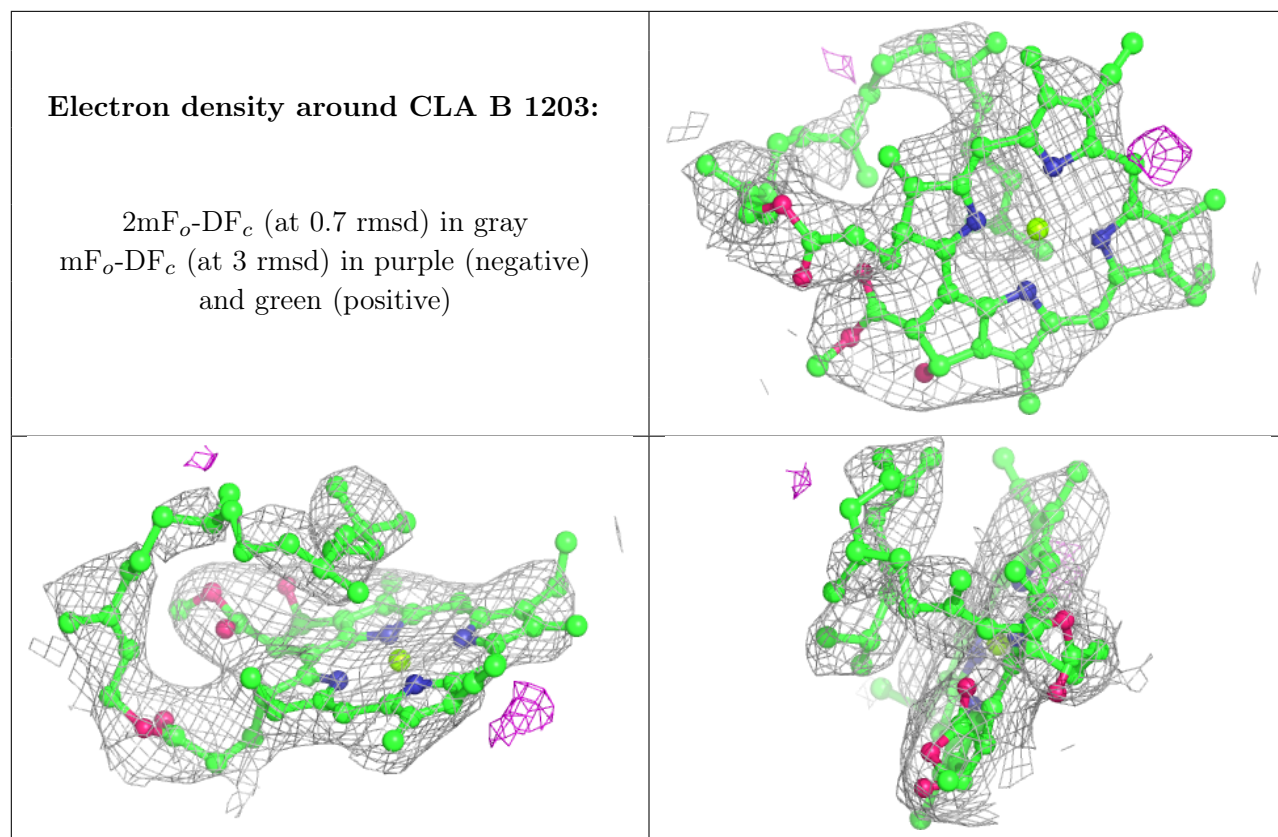 Electron density around CLA B 1203:
2mFo-DFc (at 0.7 rmsd) in gray
mFo-DFc (at 3 rmsd) in purple (negative)
and green (positive)